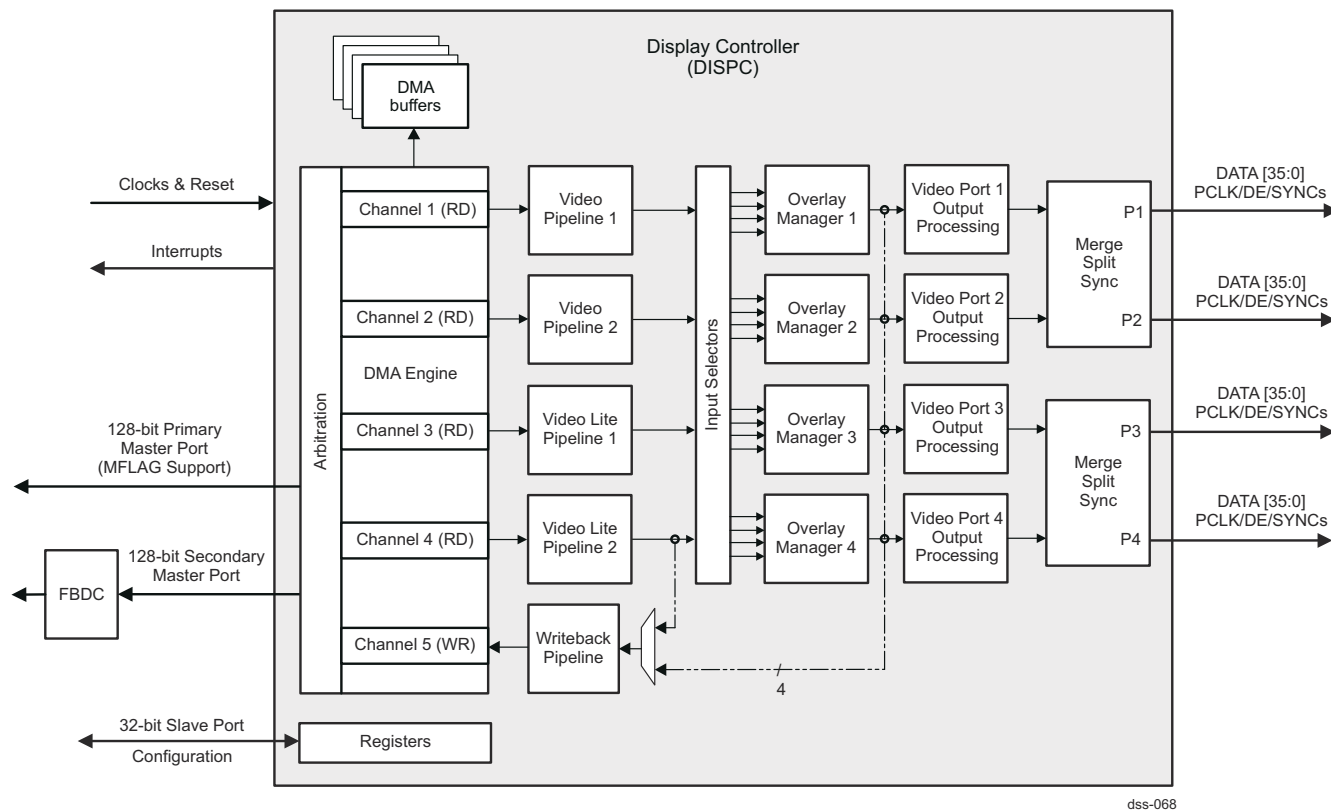 Display Controller
(DISPC)
DMA
buffers
Clocks & Reset
Interrupts
128-bit Primary
Master Port
(MFLAG Support)
128-bit Secondary
Master Port
FBDC
32-bit Slave Port
Configuration
Arbitration
Channel 1 (RD)
Channel 2 (RD)
DMA Engine
Channel 3 (RD)
Channel 4 (RD)
Channel 5 (WR)
Registers
Video
Pipeline 1
Video
Pipeline 2
Video Lite
Pipeline 1
Video Lite
Pipeline 2
Writeback
Pipeline
Input Selectors
Overlay
Manager 1
Overlay
Manager 2
Overlay
Manager 3
Overlay
Manager 4
4
Video Port 1
Output
Processing
Video Port 2
Output
Processing
Video Port 3
Output
Processing
Video Port 4
Output
Processing
P1
Merge
Split
Sync
P2
P3
Merge
Split
Sync
P4
DATA [35:0]
PCLK/DE/SYNCs
DATA [35:0]
PCLK/DE/SYNCs
DATA [35:0]
PCLK/DE/SYNCs
DATA [35:0]
PCLK/DE/SYNCs
dss-068